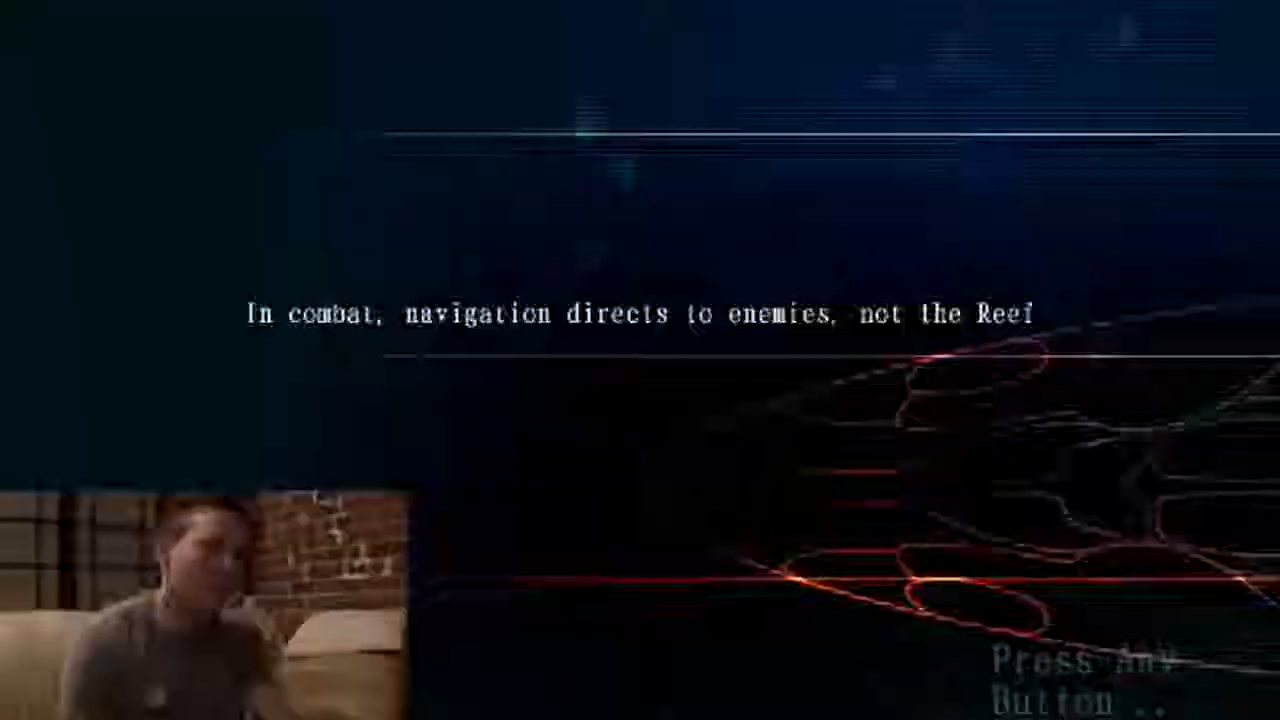 In combat, navigation directs to enemies, not the Reef
Press Any
Button ..